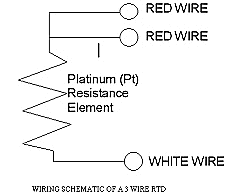 RED WIRE
RED WIRE
Platinum (Pt)
Resistance
Element
WHITE WIRE
WIRING SCHEMATIC OF A 3 WIRE RTD